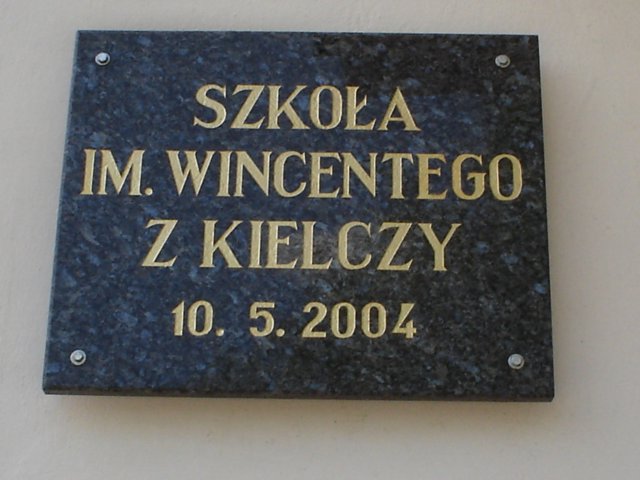 SZKOŁA
IM. WINCENTEGO
Z KIELCZY
10. 5. 2004